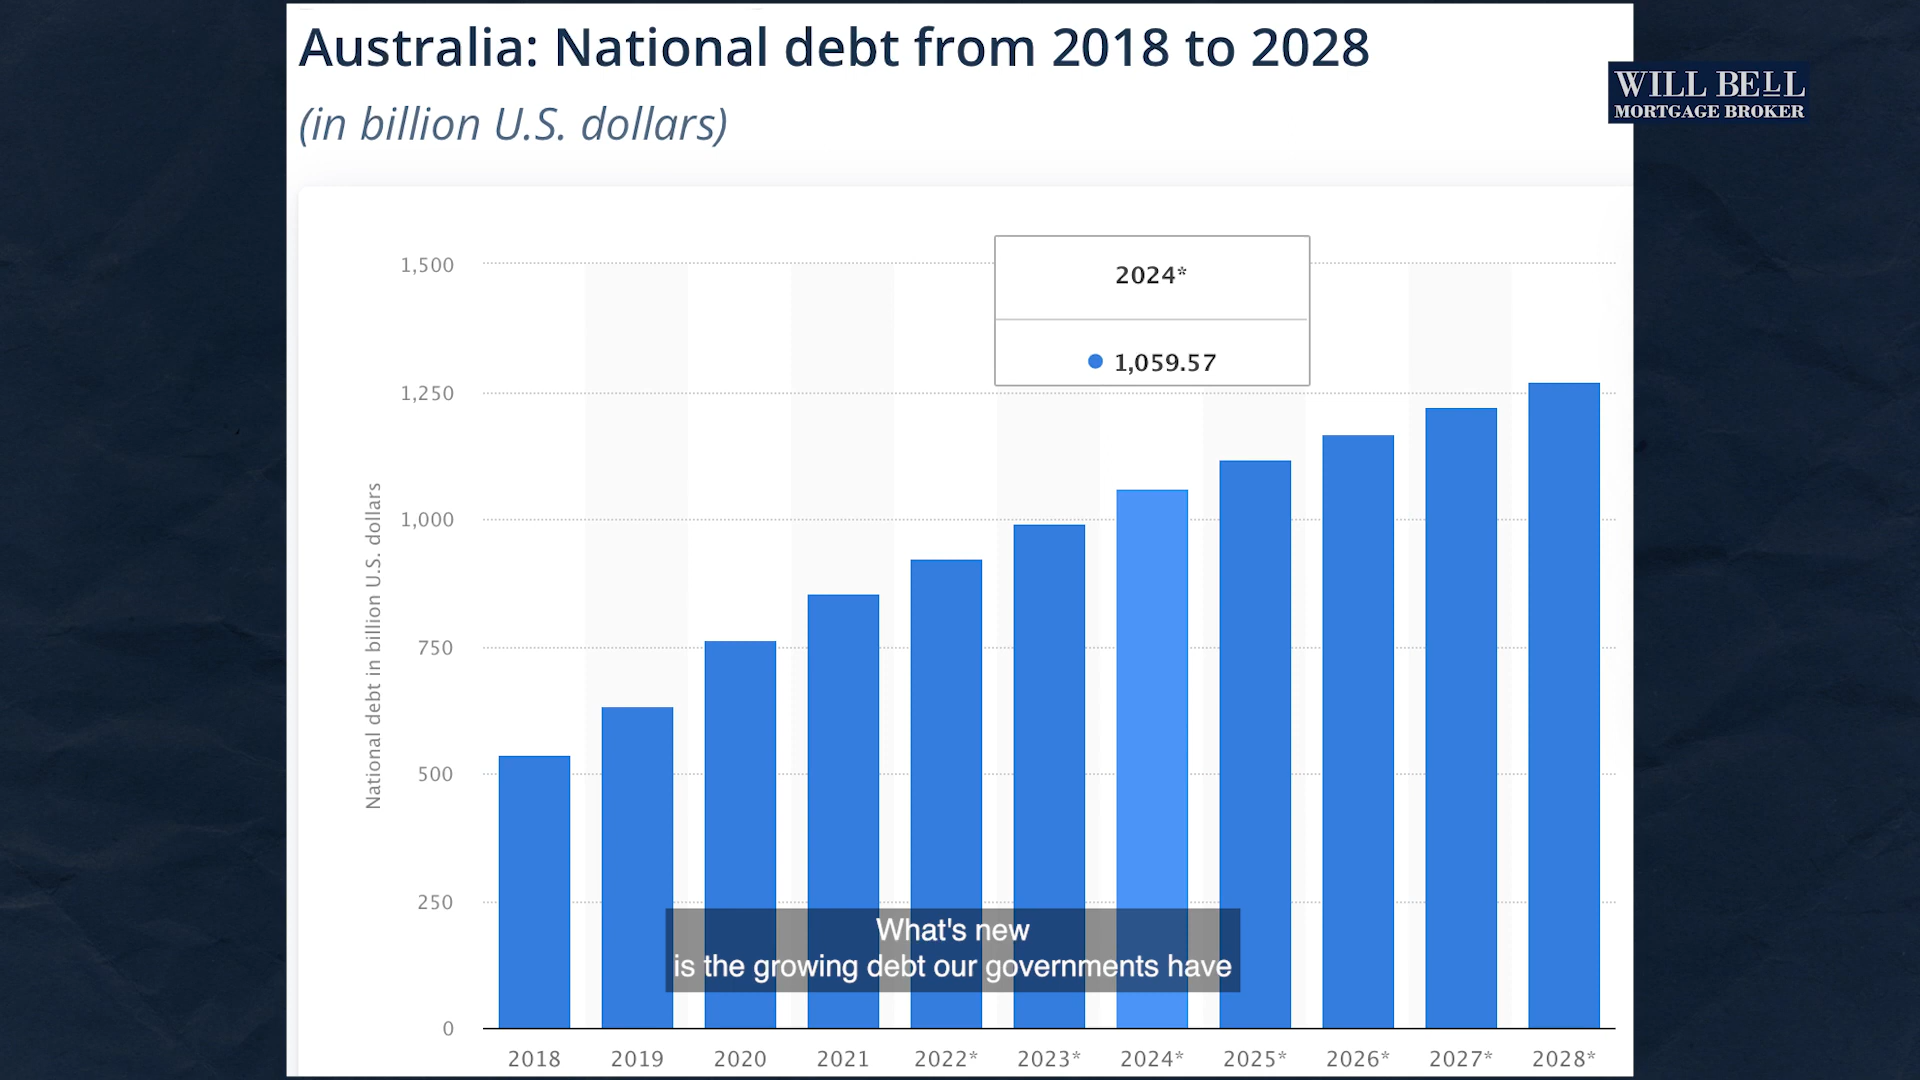 Australia: National debt from 2018 to 2028
(in billion U.S. dollars)
WILL BELL
MORTGAGE BROKER
2024*
1,059.57
1,500
1,250
1,000
750
500
250
0
National debt in billion U.S. dollars
2018 2019 2020 2021 2022* 2023* 2024* 2025* 2026* 2027* 2028*
What's new
is the growing debt our governments have